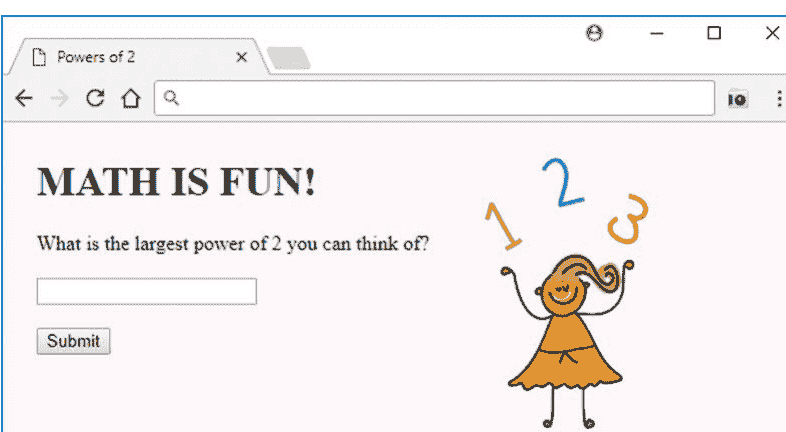 Powers of 2
MATH IS FUN!
1 2 3
What is the largest power of 2 you can think of?
Submit